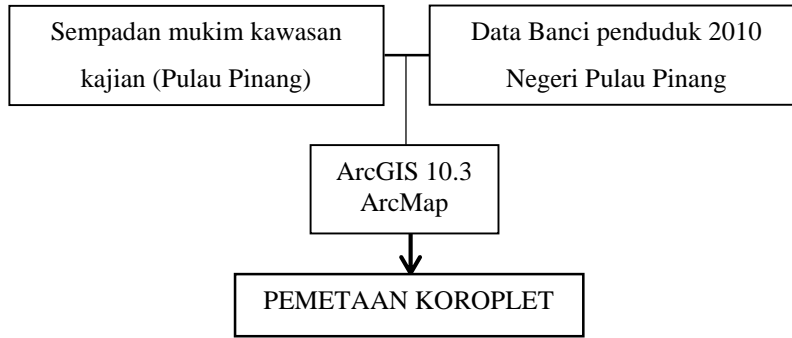 Sempadan mukim kawasan
kajian (Pulau Pinang)
Data Banci penduduk 2010
Negeri Pulau Pinang
ArcGIS 10.3
ArcMap
PEMETAAN KOROPLET